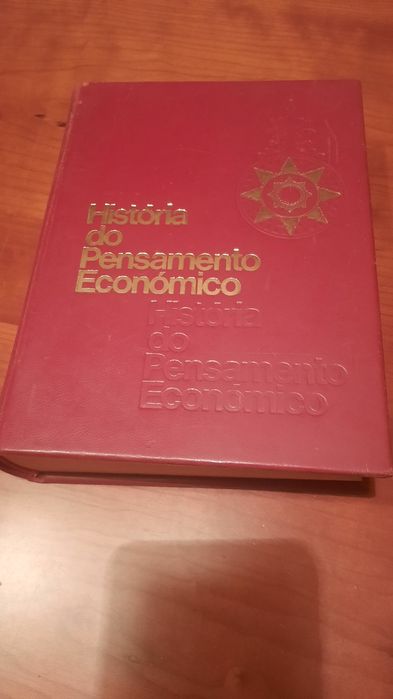 História
do
Pensamento
Económico
História
do
Pensamento
Económico